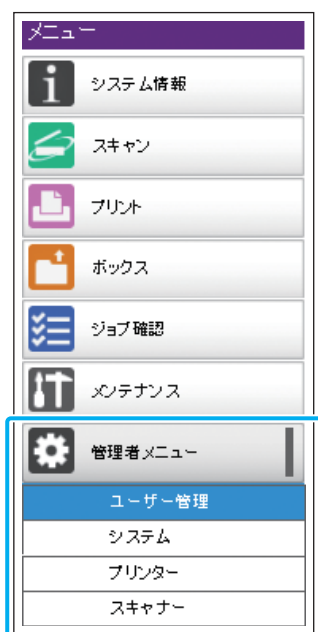 メニュー
システム情報
スキャン
プリント
ボックス
ジョブ確認
メンテナンス
管理者メニュー
ユーザー管理
システム
プリンター
スキャナー